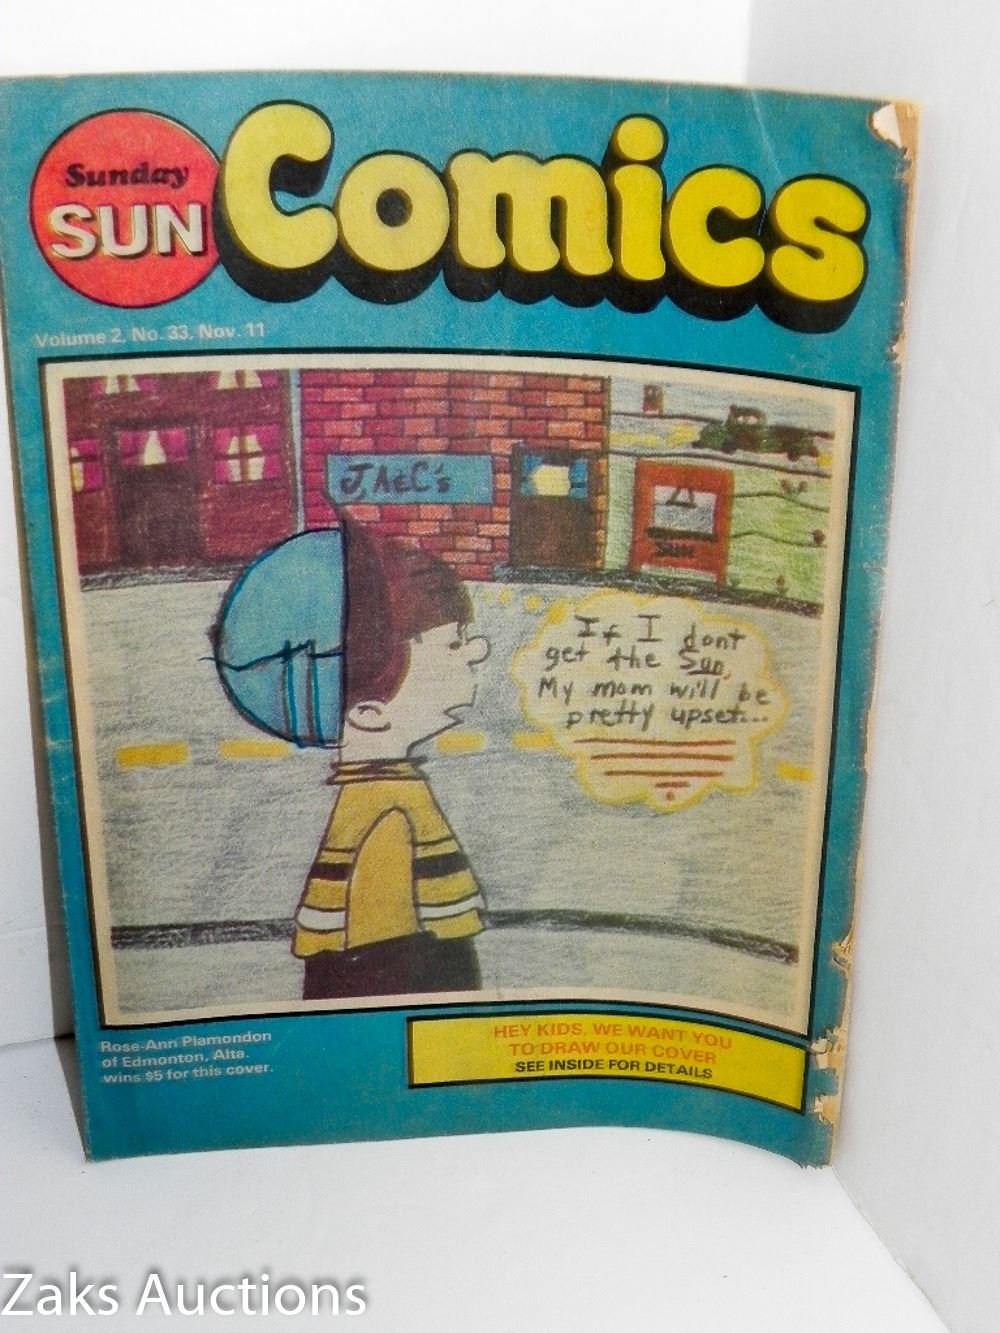 Sunday
SUN
Comics
Volume 2, No. 33, Nov. 11
J, A & C's
SUN
If I dont
get the Sun,
My mom will be
pretty upset...
Rose-Ann Plamondon
of Edmonton, Alta.
wins $5 for this cover.
HEY KIDS, WE WANT YOU
TO DRAW OUR COVER
SEE INSIDE FOR DETAILS
Zaks Auctions